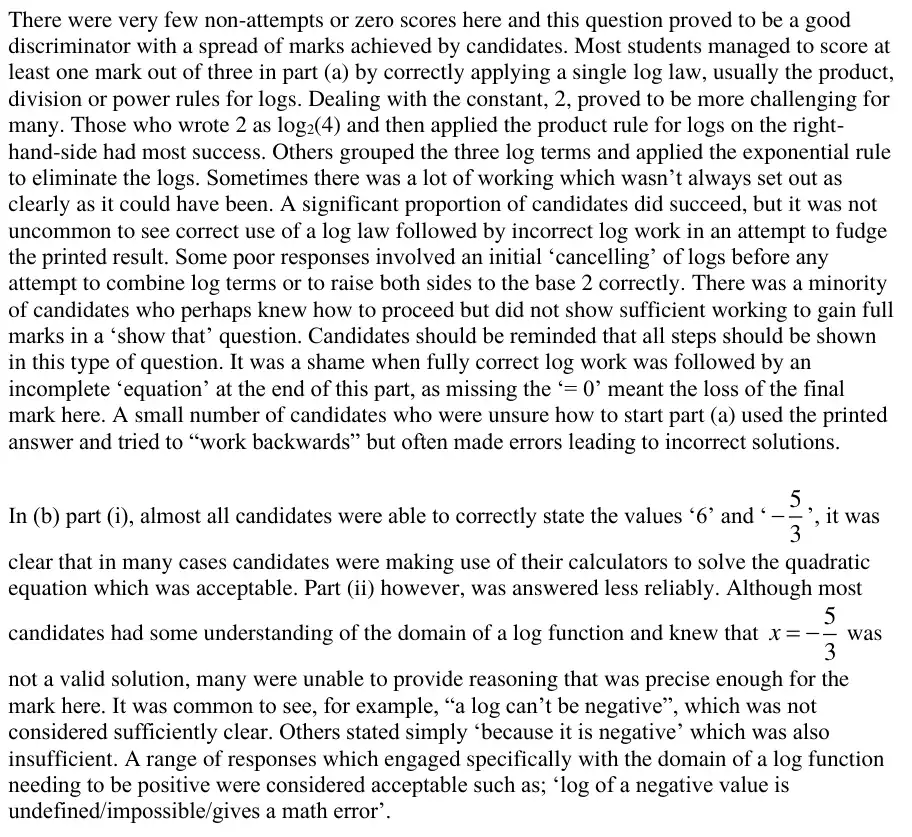 There were very few non-attempts or zero scores here and this question proved to be a good
discriminator with a spread of marks achieved by candidates. Most students managed to score at
least one mark out of three in part (a) by correctly applying a single log law, usually the product,
division or power rules for logs. Dealing with the constant, 2, proved to be more challenging for
many. Those who wrote 2 as log₂(4) and then applied the product rule for logs on the right-
hand-side had most success. Others grouped the three log terms and applied the exponential rule
to eliminate the logs. Sometimes there was a lot of working which wasn’t always set out as
clearly as it could have been. A significant proportion of candidates did succeed, but it was not
uncommon to see correct use of a log law followed by incorrect log work in an attempt to fudge
the printed result. Some poor responses involved an initial ‘cancelling’ of logs before any
attempt to combine log terms or to raise both sides to the base 2 correctly. There was a minority
of candidates who perhaps knew how to proceed but did not show sufficient working to gain full
marks in a ‘show that’ question. Candidates should be reminded that all steps should be shown
in this type of question. It was a shame when fully correct log work was followed by an
incomplete ‘equation’ at the end of this part, as missing the ‘= 0’ meant the loss of the final
mark here. A small number of candidates who were unsure how to start part (a) used the printed
answer and tried to “work backwards” but often made errors leading to incorrect solutions.
In (b) part (i), almost all candidates were able to correctly state the values ‘6’ and ‘−5/3’, it was
clear that in many cases candidates were making use of their calculators to solve the quadratic
equation which was acceptable. Part (ii) however, was answered less reliably. Although most
candidates had some understanding of the domain of a log function and knew that x = −5/3 was
not a valid solution, many were unable to provide reasoning that was precise enough for the
mark here. It was common to see, for example, “a log can’t be negative”, which was not
considered sufficiently clear. Others stated simply ‘because it is negative’ which was also
insufficient. A range of responses which engaged specifically with the domain of a log function
needing to be positive were considered acceptable such as; ‘log of a negative value is
undefined/impossible/gives a math error’.